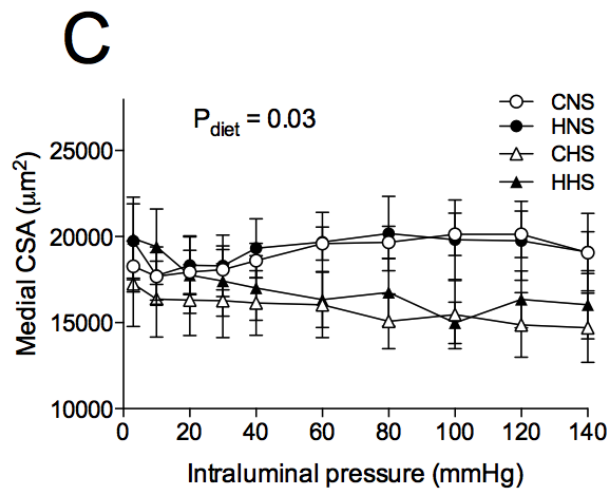 C
P_diet = 0.03
CNS
HNS
CHS
HHS
Medial CSA (μm²)
25000
20000
15000
10000
0 20 40 60 80 100 120 140
Intraluminal pressure (mmHg)